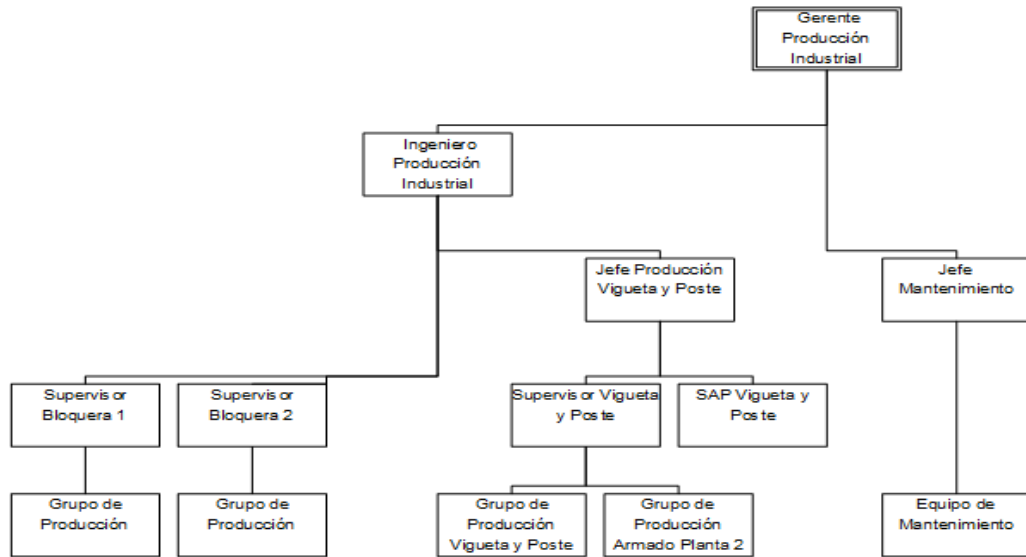 Gerente
Producción
Industrial
Ingeniero
Producción
Industrial
Jefe Producción
Vigueta y Poste
Jefe
Mantenimiento
Supervisor
Bloquera 1
Supervisor
Bloquera 2
Supervisor Vigueta
y Poste
SAP Vigueta y
Poste
Grupo de
Producción
Grupo de
Producción
Grupo de
Producción
Vigueta y Poste
Grupo de
Producción
Armado Planta 2
Equipo de
Mantenimiento